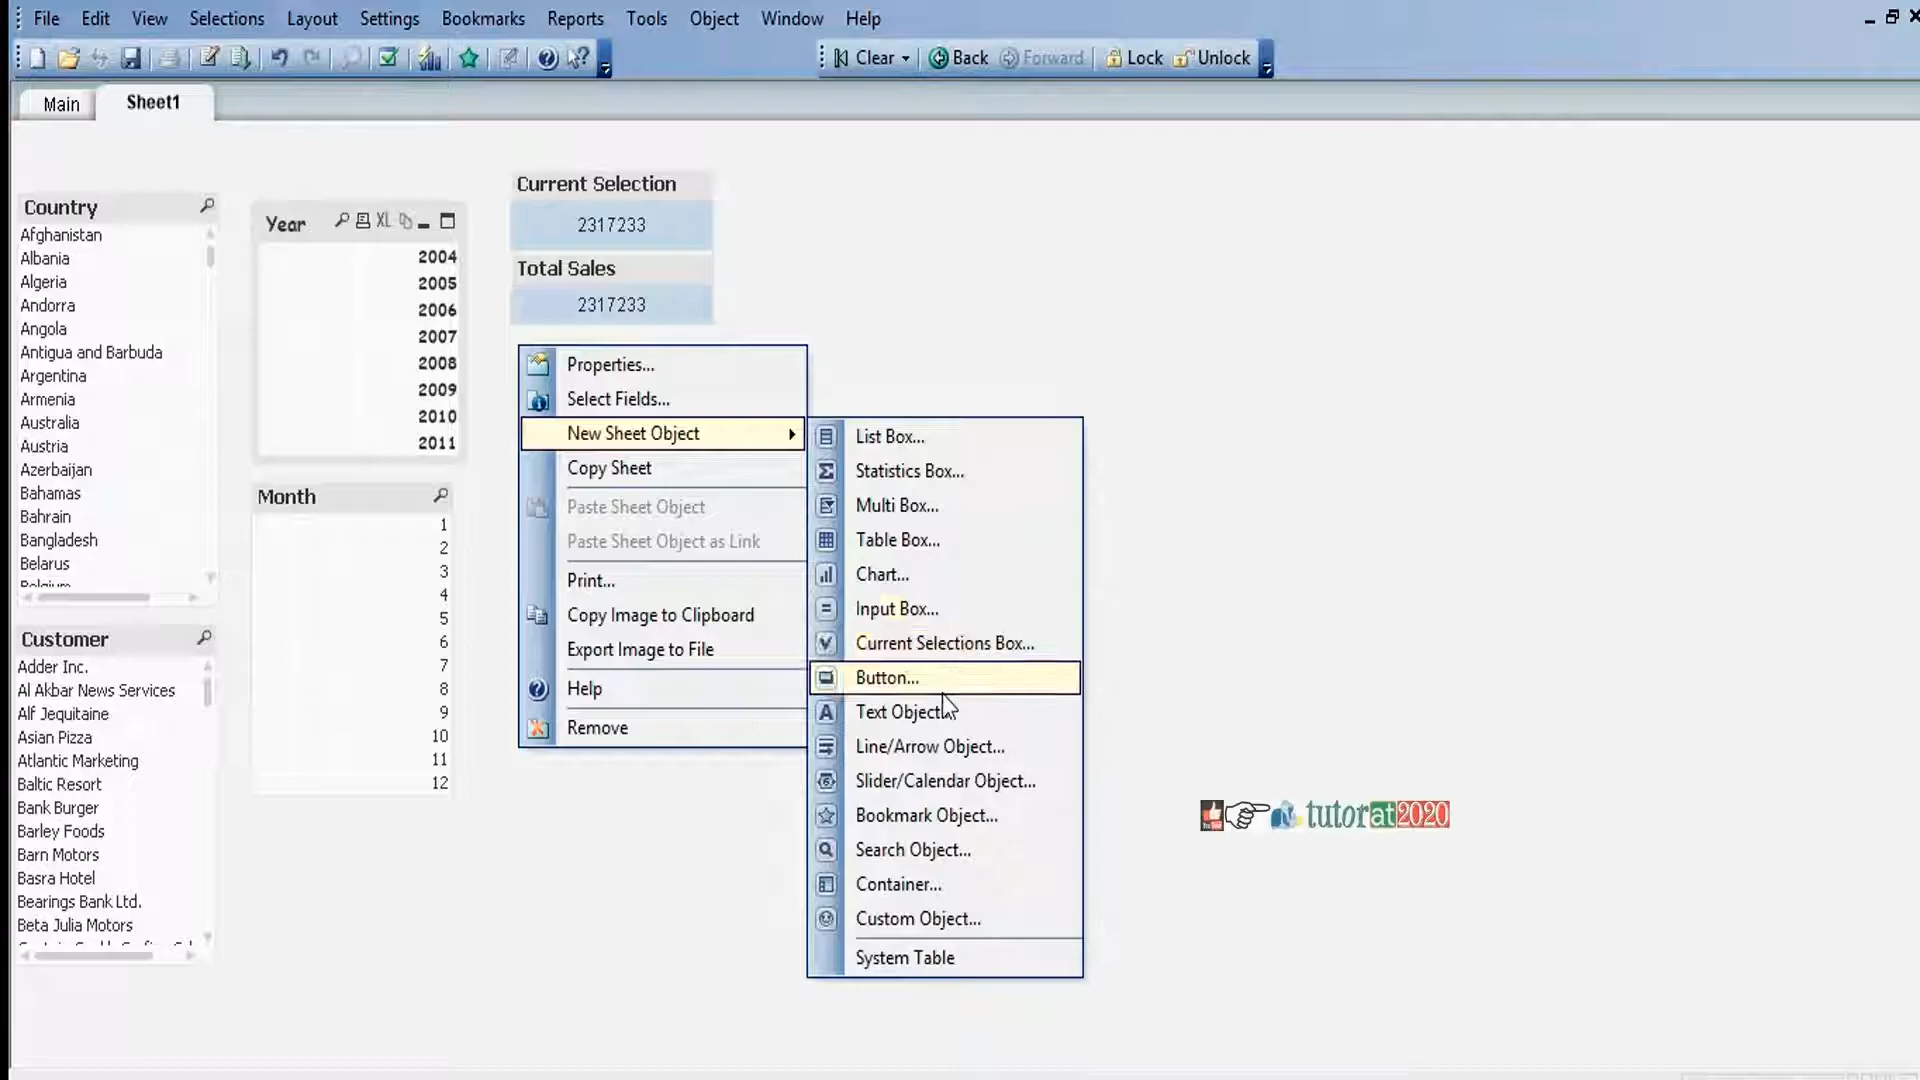 File Edit View Selections Layout Settings Bookmarks Reports Tools Object Window Help
Clear Back Forward Lock Unlock
Main Sheet1
Country
Afghanistan
Albania
Algeria
Andorra
Angola
Antigua and Barbuda
Argentina
Armenia
Australia
Austria
Azerbaijan
Bahamas
Bahrain
Bangladesh
Belarus
Belgium
Customer
Adder Inc.
Al Akbar News Services
Alf Jequitaine
Asian Pizza
Atlantic Marketing
Baltic Resort
Bank Burger
Barley Foods
Barn Motors
Basra Hotel
Bearings Bank Ltd.
Beta Julia Motors
Year XL
2004
2005
2006
2007
2008
2009
2010
2011
Month
1
2
3
4
5
6
7
8
9
10
11
12
Current Selection
2317233
Total Sales
2317233
Properties...
Select Fields...
New Sheet Object
Copy Sheet
Paste Sheet Object
Paste Sheet Object as Link
Print...
Copy Image to Clipboard
Export Image to File
Help
Remove
List Box...
Statistics Box...
Multi Box...
Table Box...
Chart...
Input Box...
Current Selections Box...
Button...
Text Object...
Line/Arrow Object...
Slider/Calendar Object...
Bookmark Object...
Search Object...
Container...
Custom Object...
System Table
tutorat2020